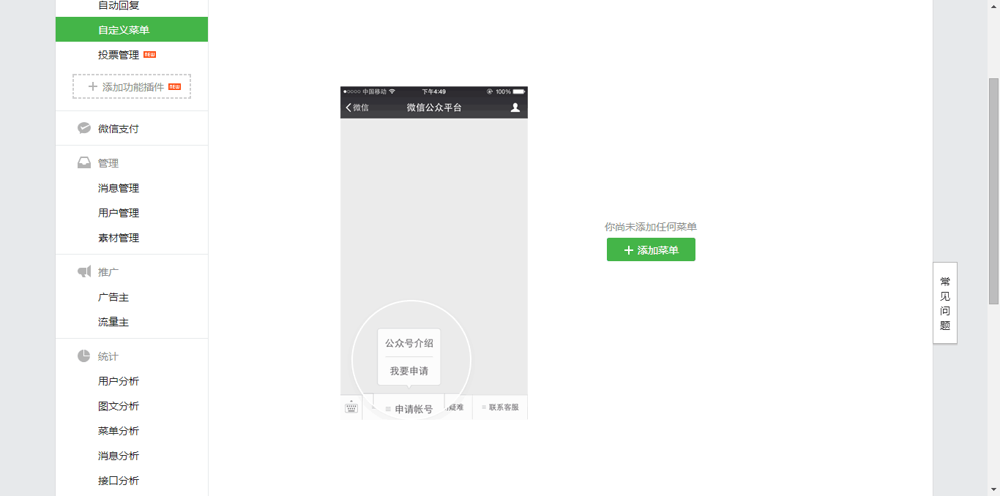 自动回复
自定义菜单
投票管理 NEW
添加功能插件 NEW
微信支付
管理
消息管理
用户管理
素材管理
推广
广告主
流量主
统计
用户分析
图文分析
菜单分析
消息分析
接口分析
中国移动 下午4:49 100%
微信 微信公众平台
公众号介绍
我要申请
申请帐号 疑难 联系客服
你尚未添加任何菜单
添加菜单
常见问题